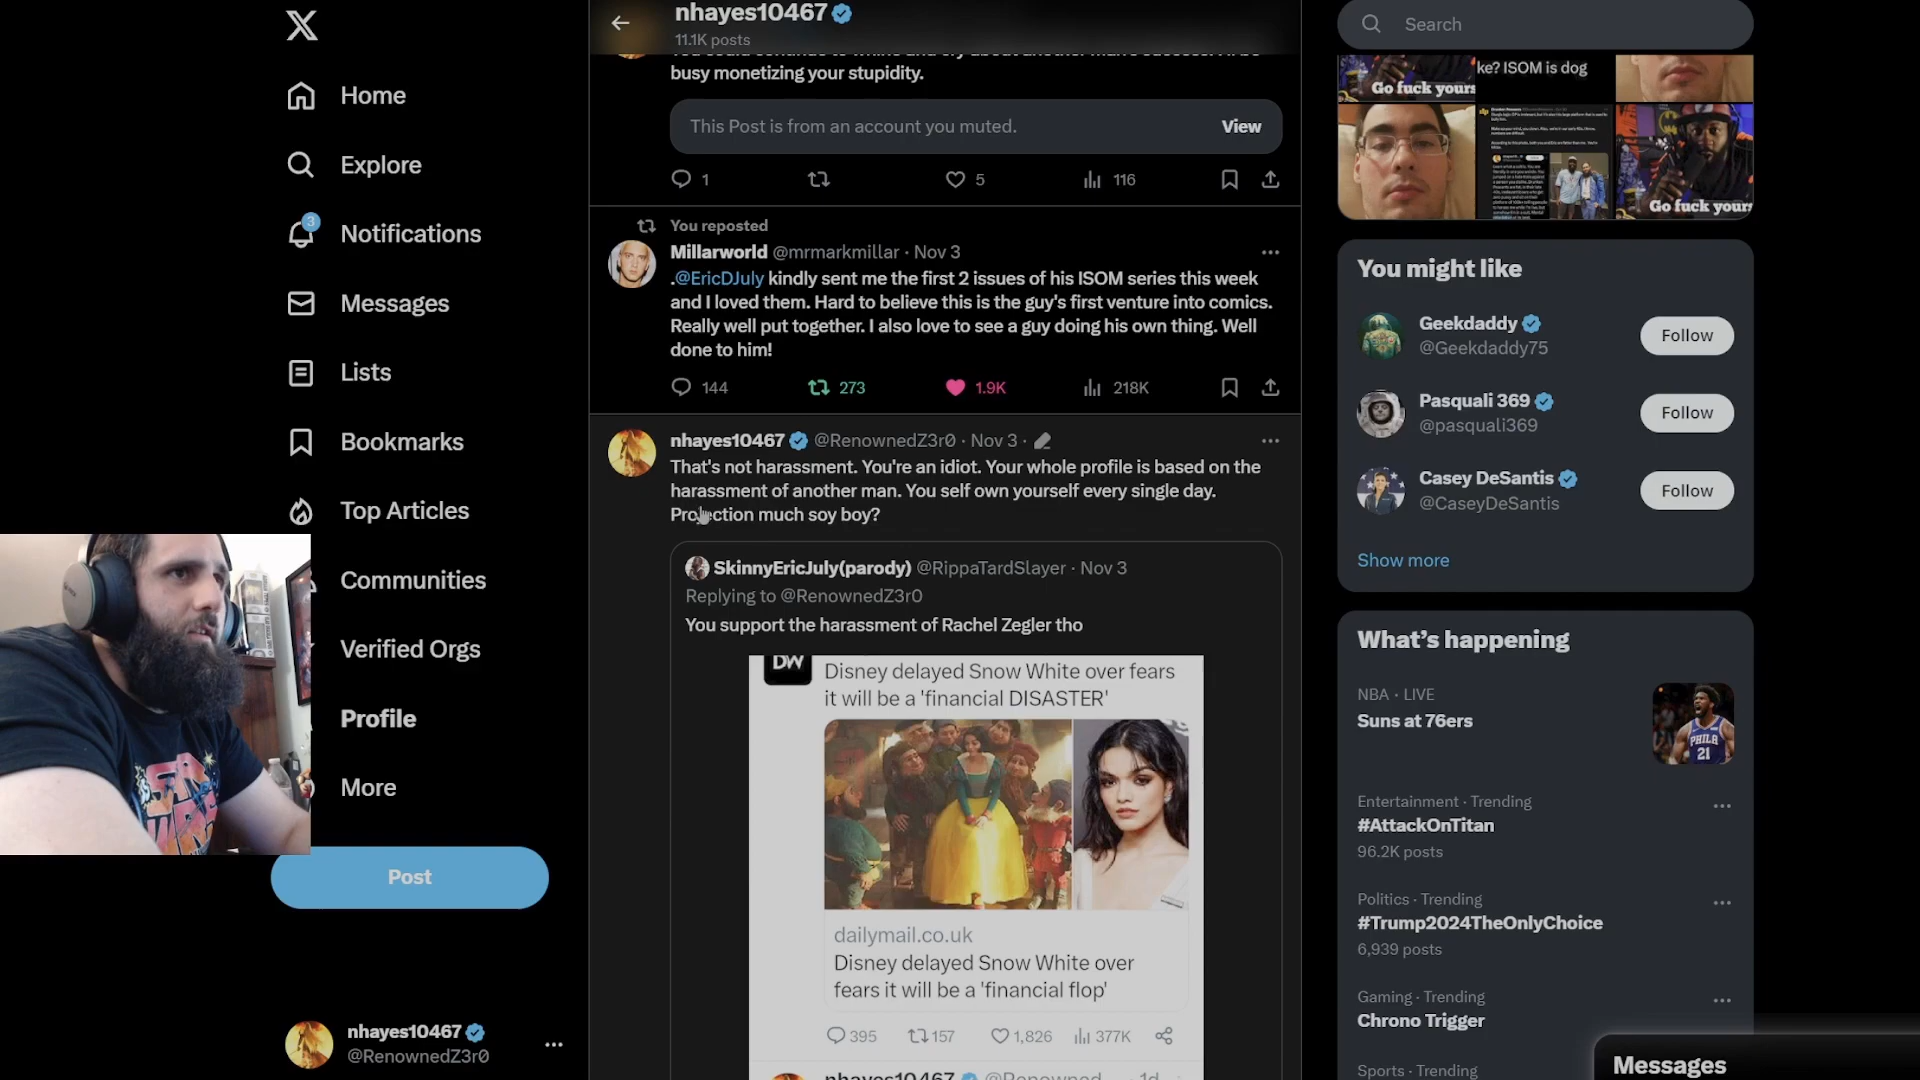 nhayes10467
11.1K posts
busy monetizing your stupidity.
This Post is from an account you muted.
View
1
5
116
You reposted
Millarworld @mrmarkmillar · Nov 3
.@EricDJuly kindly sent me the first 2 issues of his ISOM series this week
and I loved them. Hard to believe this is the guy's first venture into comics.
Really well put together. I also love to see a guy doing his own thing. Well
done to him!
144
273
1.9K
218K
nhayes10467 @RenownedZ3r0 · Nov 3 ·
That's not harassment. You're an idiot. Your whole profile is based on the
harassment of another man. You self own yourself every single day.
Projection much soy boy?
SkinnyEricJuly(parody) @RippaTardSlayer · Nov 3
Replying to @RenownedZ3r0
You support the harassment of Rachel Zegler tho
DW
Disney delayed Snow White over fears
it will be a 'financial DISASTER'
dailymail.co.uk
Disney delayed Snow White over
fears it will be a 'financial flop'
395
157
1,826
377K
Home
Explore
3
Notifications
Messages
Lists
Bookmarks
Top Articles
Communities
Verified Orgs
Profile
More
Post
nhayes10467
@RenownedZ3r0
Search
ke? ISOM is dog
Go fuck yours
Go fuck yours
You might like
Geekdaddy
@Geekdaddy75
Follow
Pasquali 369
@pasquali369
Follow
Casey DeSantis
@CaseyDeSantis
Follow
Show more
What's happening
NBA · LIVE
Suns at 76ers
PHILA
21
Entertainment · Trending
#AttackOnTitan
96.2K posts
Politics · Trending
#Trump2024TheOnlyChoice
6,939 posts
Gaming · Trending
Chrono Trigger
Sports · Trending
Messages